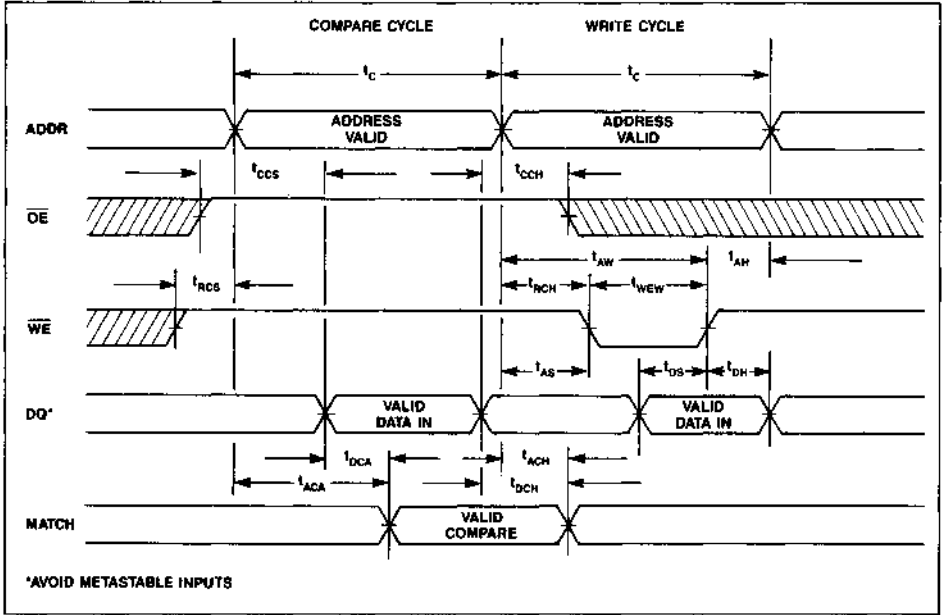 COMPARE CYCLE WRITE CYCLE
tC tC
ADDR ADDRESS VALID ADDRESS VALID
tCCS tCCH
OE
tAW tAH
tRCS tRCH tWEW
WE
tAS tDS tDH
DQ* VALID DATA IN VALID DATA IN
tDCA tACH
tACA tDCH
MATCH VALID COMPARE
*AVOID METASTABLE INPUTS